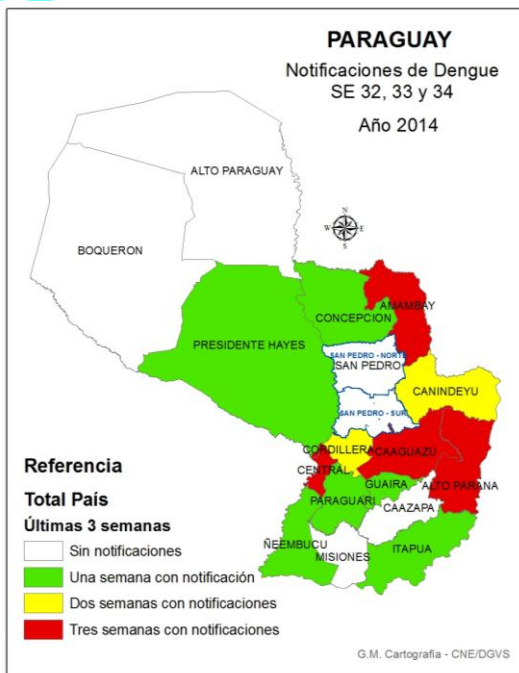 PARAGUAY
Notificaciones de Dengue
SE 32, 33 y 34
Año 2014
ALTO PARAGUAY
BOQUERON
N
W E
S
CONCEPCION
AMAMBAY
PRESIDENTE HAYES
SAN PEDRO - NORTE
SAN PEDRO
CANINDEYU
SAN PEDRO - SUR
CORDILLERA
CAAGUAZU
CENTRAL
GUAIRA
ALTO PARANA
PARAGUARI
CAAZAPA
ÑEEMBUCU
MISIONES
ITAPUA
Referencia
Total País
Últimas 3 semanas
Sin notificaciones
Una semana con notificación
Dos semanas con notificaciones
Tres semanas con notificaciones
G.M. Cartografía - CNE/DGVS